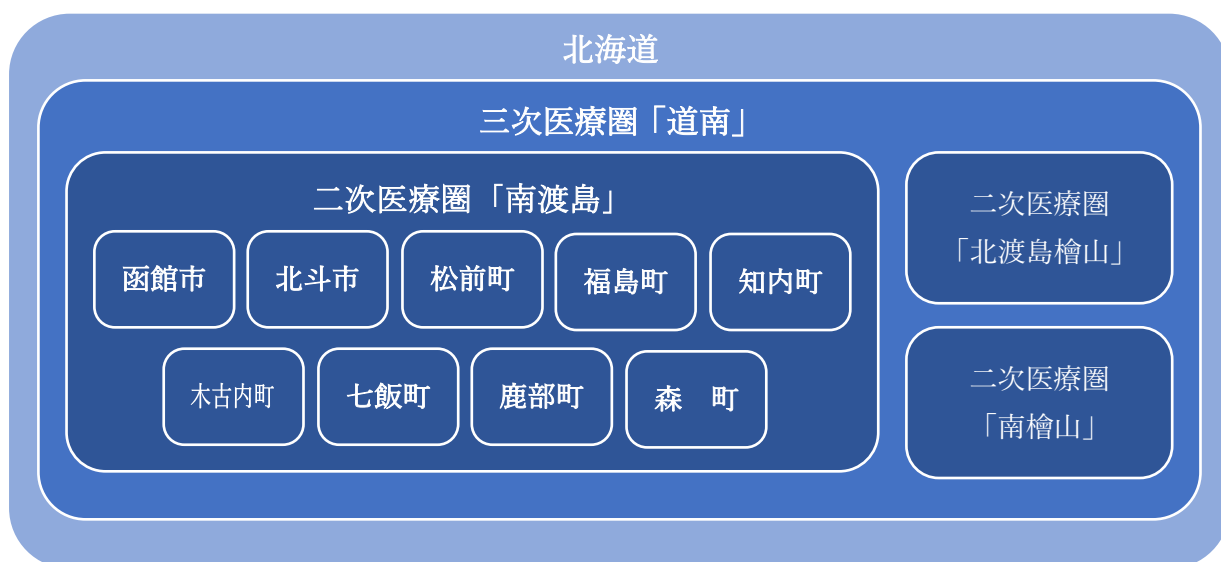 北海道
三次医療圏「道南」
二次医療圏「南渡島」
函館市
北斗市
松前町
福島町
知内町
木古内町
七飯町
鹿部町
森　町
二次医療圏
「北渡島檜山」
二次医療圏
「南檜山」